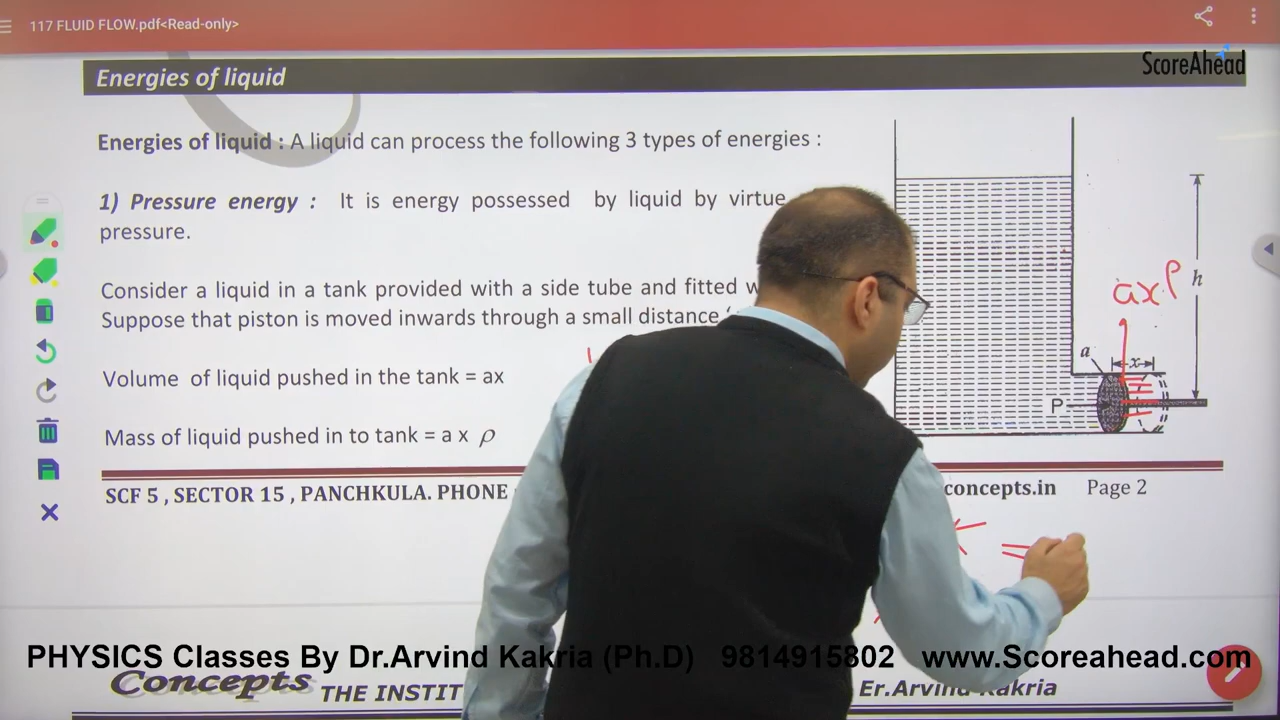 117 FLUID FLOW.pdf<Read-only>
ScoreAhead
Energies of liquid
Energies of liquid : A liquid can process the following 3 types of energies :
1) Pressure energy : It is energy possessed by liquid by virtue
pressure.
Consider a liquid in a tank provided with a side tube and fitted
Suppose that piston is moved inwards through a small distance
Volume of liquid pushed in the tank = ax
Mass of liquid pushed in to tank = a x ρ
axρ
h
a
x
P
SCF 5 , SECTOR 15 , PANCHKULA. PHONE
concepts.in Page 2
=
PHYSICS Classes By Dr.Arvind Kakria (Ph.D) 9814915802 www.Scoreahead.com
Concepts THE INSTIT
Er.Arvind Kakria